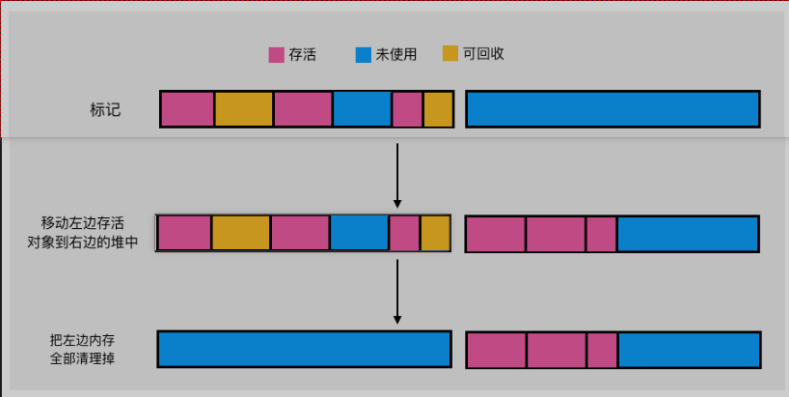 存活 未使用 可回收
标记
移动左边存活
对象到右边的堆中
把左边内存
全部清理掉